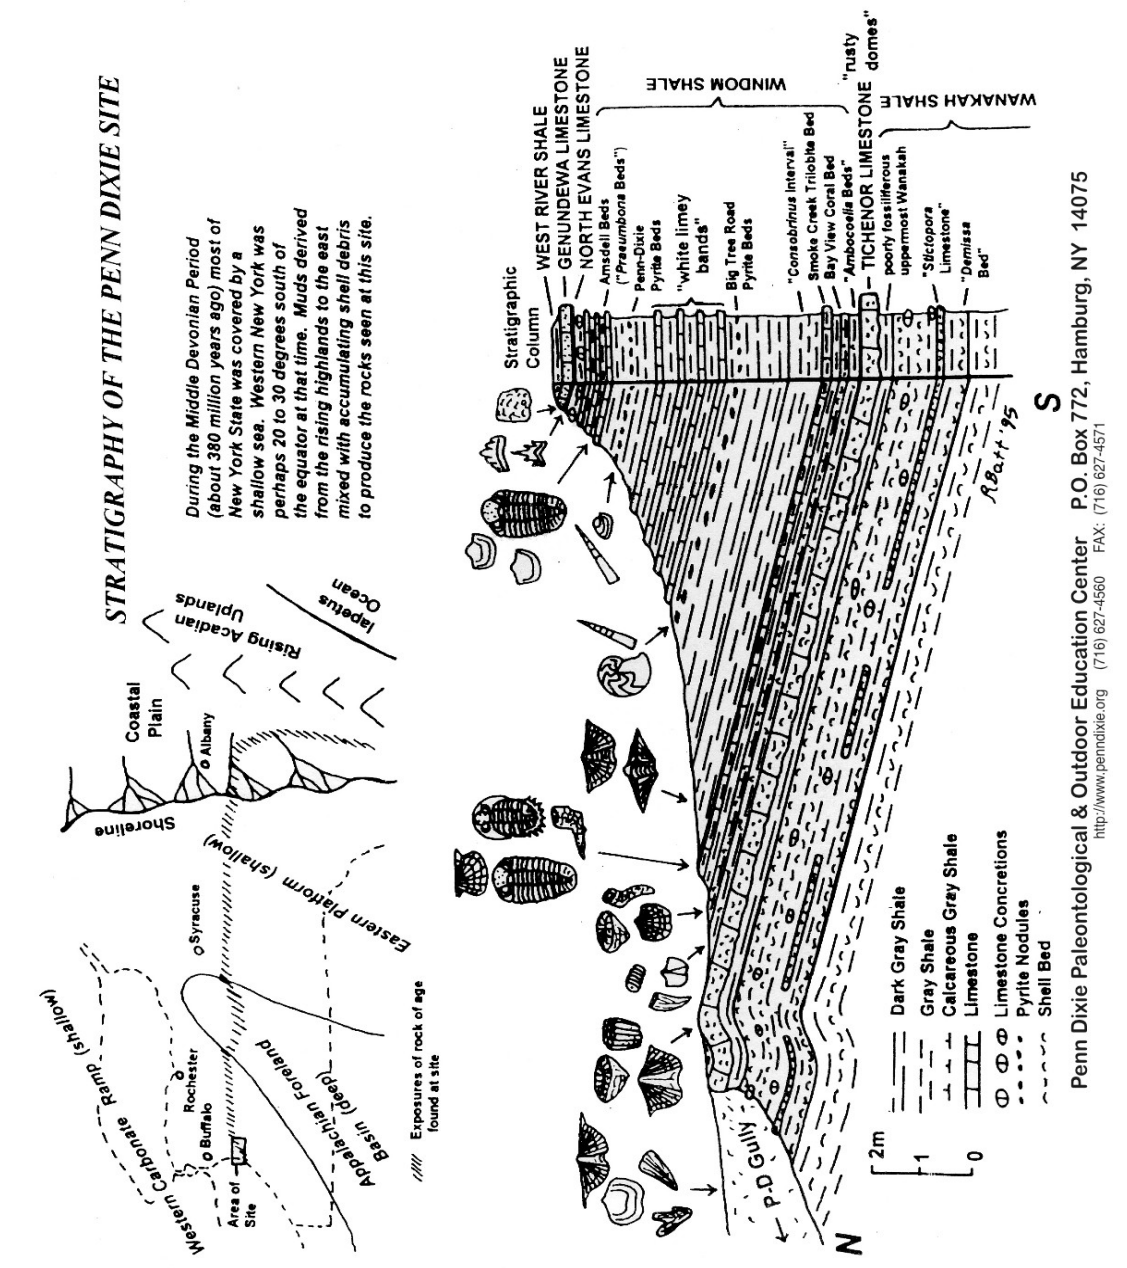 STRATIGRAPHY OF THE PENN DIXIE SITE
During the Middle Devonian Period
(about 380 million years ago) most of
New York State was covered by a
shallow sea. Western New York was
perhaps 20 to 30 degrees south of
the equator at that time. Muds derived
from the rising highlands to the east
mixed with accumulating shell debris
to produce the rocks seen at this site.
Western Carbonate Ramp (shallow)
Rochester
Buffalo
Area of
Site
Appalachian Foreland
Basin (deep)
Syracuse
Eastern Platform (shallow)
Shoreline
Albany
Coastal
Plain
Rising Acadian
Uplands
Iapetus
Ocean
Exposures of rock of age
found at site
Stratigraphic
Column
WEST RIVER SHALE
GENUNDEWA LIMESTONE
NORTH EVANS LIMESTONE
Amsdell Beds
("Praeumbona Beds")
Penn-Dixie
Pyrite Beds
"white limey
bands"
Big Tree Road
Pyrite Beds
"Consobrinus Interval"
Smoke Creek Trilobite Bed
Bay View Coral Bed
"Ambocoelia Beds"
WINDOM SHALE
TICHENOR LIMESTONE
"rusty
domes"
poorly fossiliferous
uppermost Wanakah
"Stictopora
Limestone"
"Demissa
Bed"
WANAKAH SHALE
R.Batt '95
P-D Gully
N
S
2m
1
0
Dark Gray Shale
Gray Shale
Calcareous Gray Shale
Limestone
Limestone Concretions
Pyrite Nodules
Shell Bed
Penn Dixie Paleontological & Outdoor Education Center P.O. Box 772, Hamburg, NY 14075
http://www.penndixie.org (716) 627-4560 FAX: (716) 627-4571